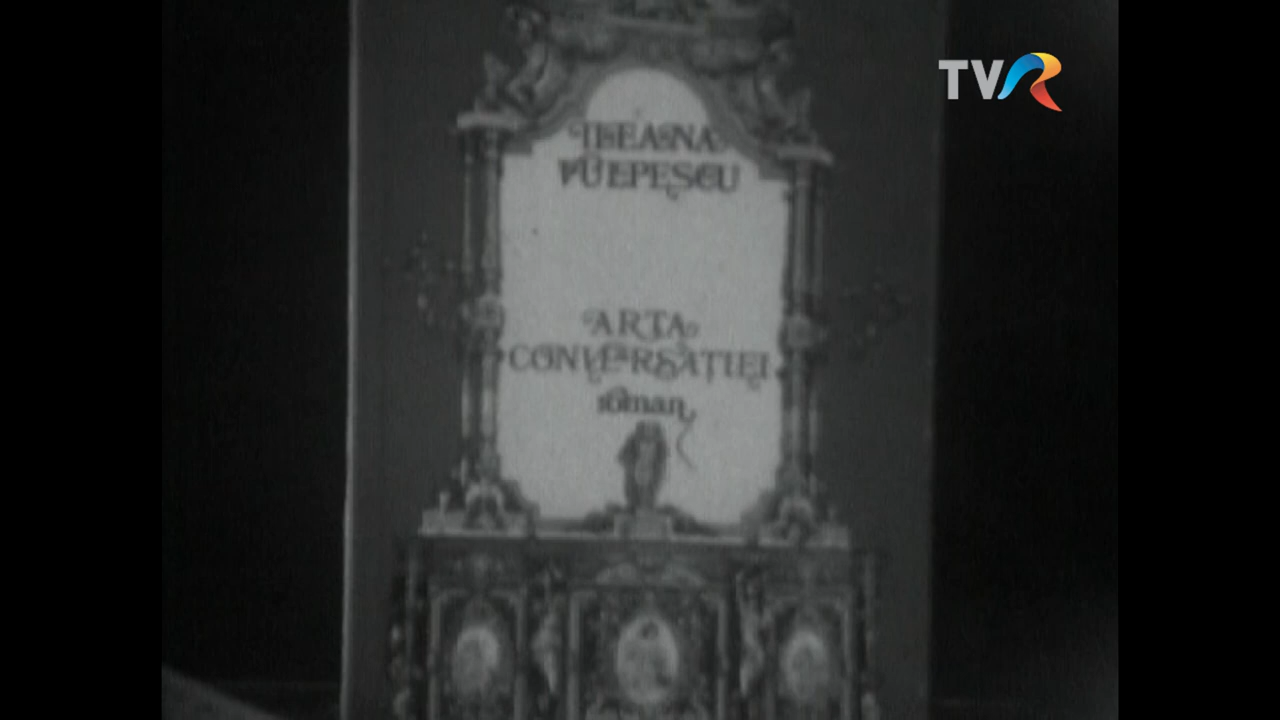 TVR
ILEANA
VULPESCU
ARTA
CONVERSAȚIEI
roman